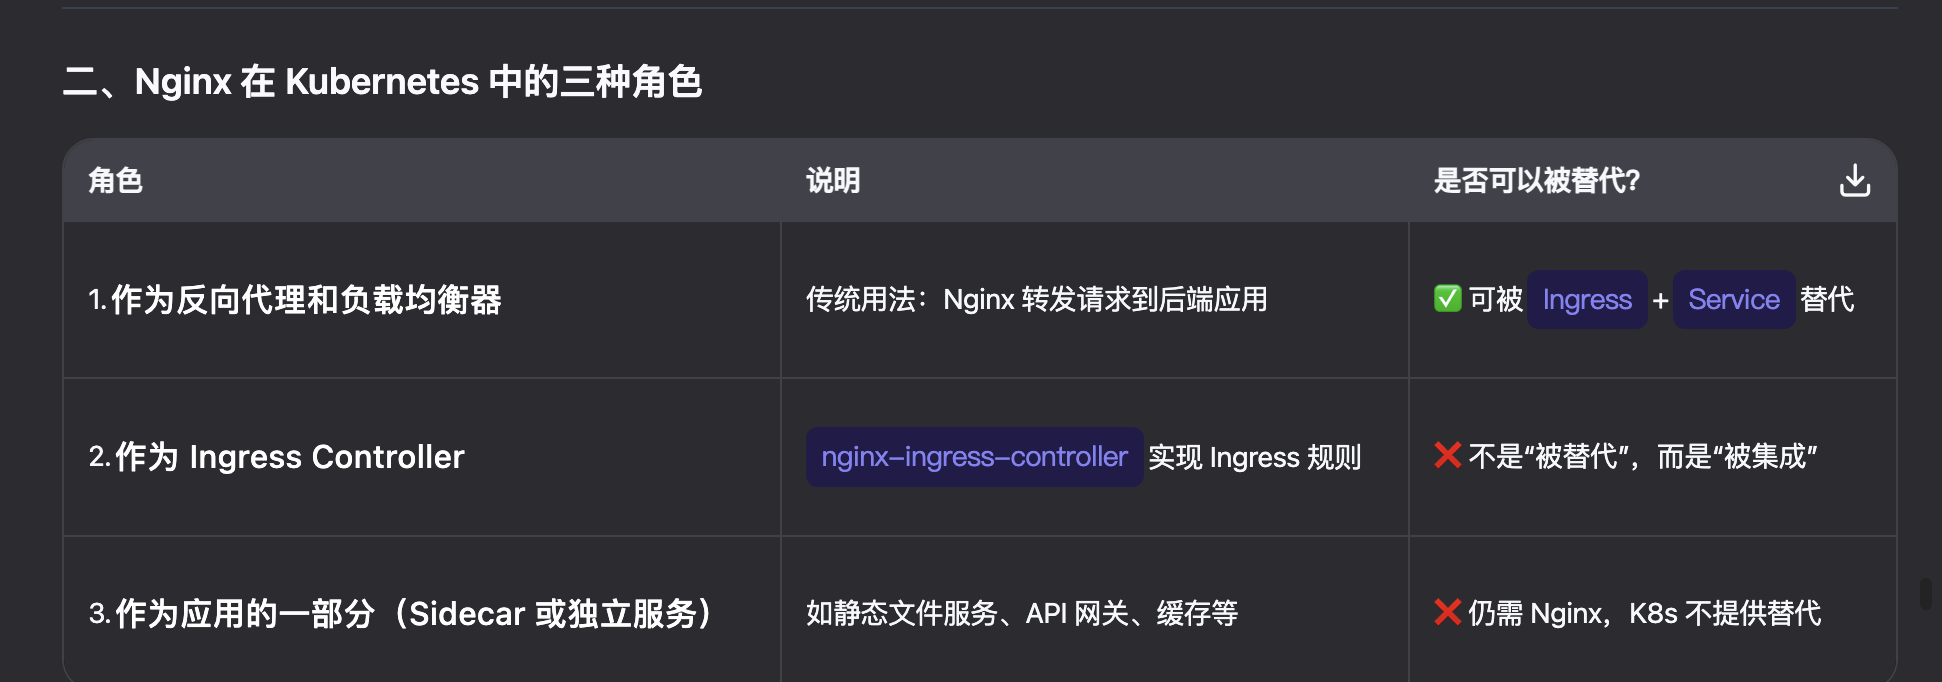 二、Nginx 在 Kubernetes 中的三种角色
角色 说明 是否可以被替代?
1.作为反向代理和负载均衡器 传统用法：Nginx 转发请求到后端应用 ✅ 可被 Ingress + Service 替代
2.作为 Ingress Controller nginx-ingress-controller 实现 Ingress 规则 ❌ 不是“被替代”，而是“被集成”
3.作为应用的一部分（Sidecar 或独立服务） 如静态文件服务、API 网关、缓存等 ❌ 仍需 Nginx，K8s 不提供替代